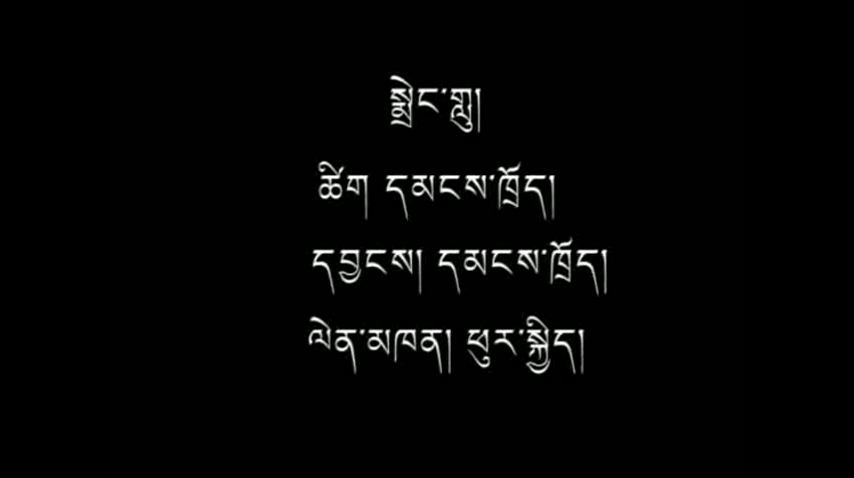 སྨྲེང་གླུ།
ཚིག དམངས་ཁྲོད།
དབྱངས། དམངས་ཁྲོད།
ལེན་མཁན། ཕུར་སྐྱིད།